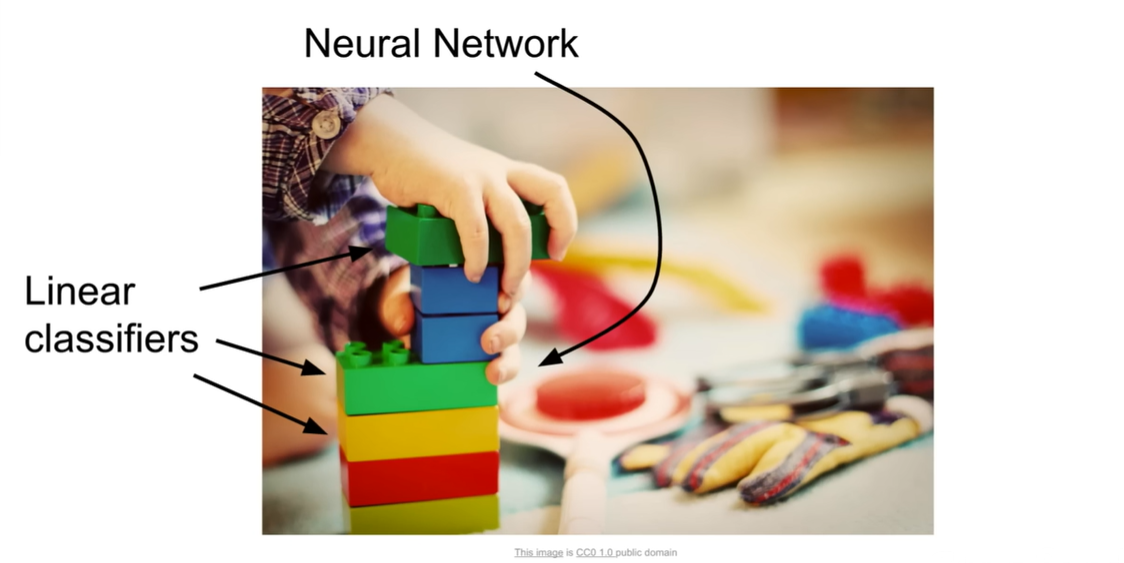 Neural Network
Linear
classifiers
This image is CC0 1.0 public domain